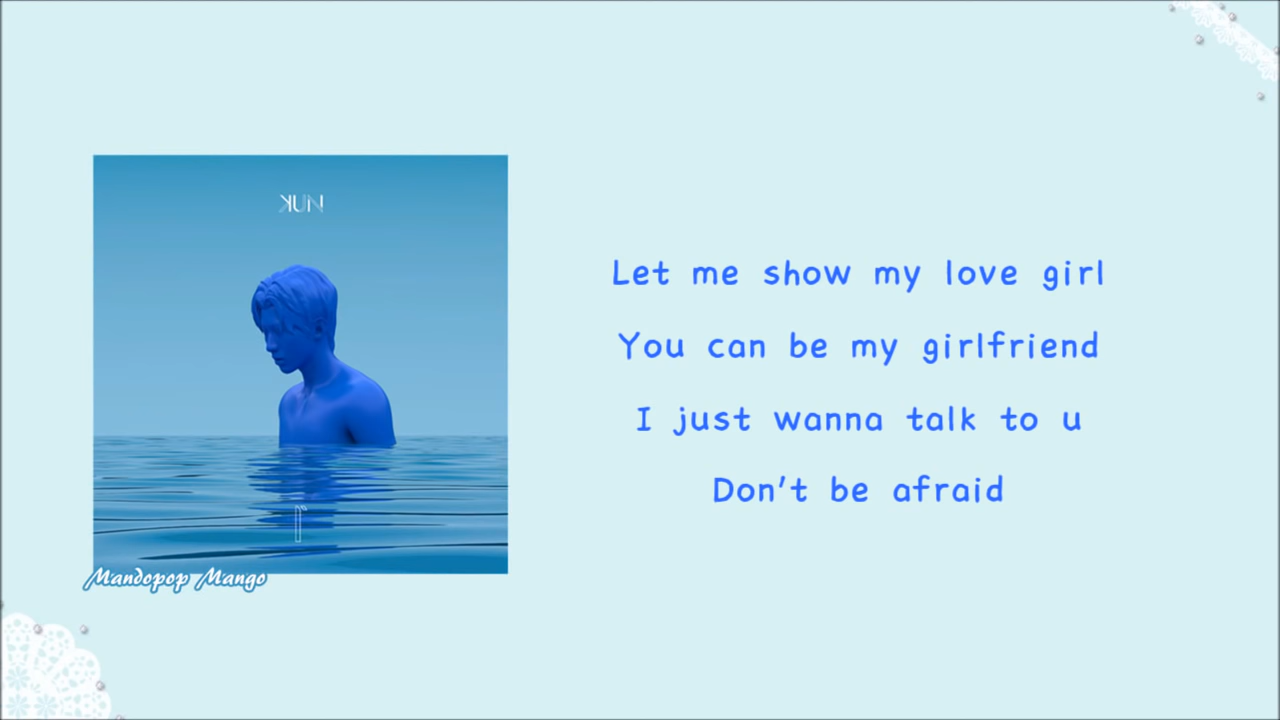 KUN
Let me show my love girl
You can be my girlfriend
I just wanna talk to u
Don't be afraid
Mandopop Mango